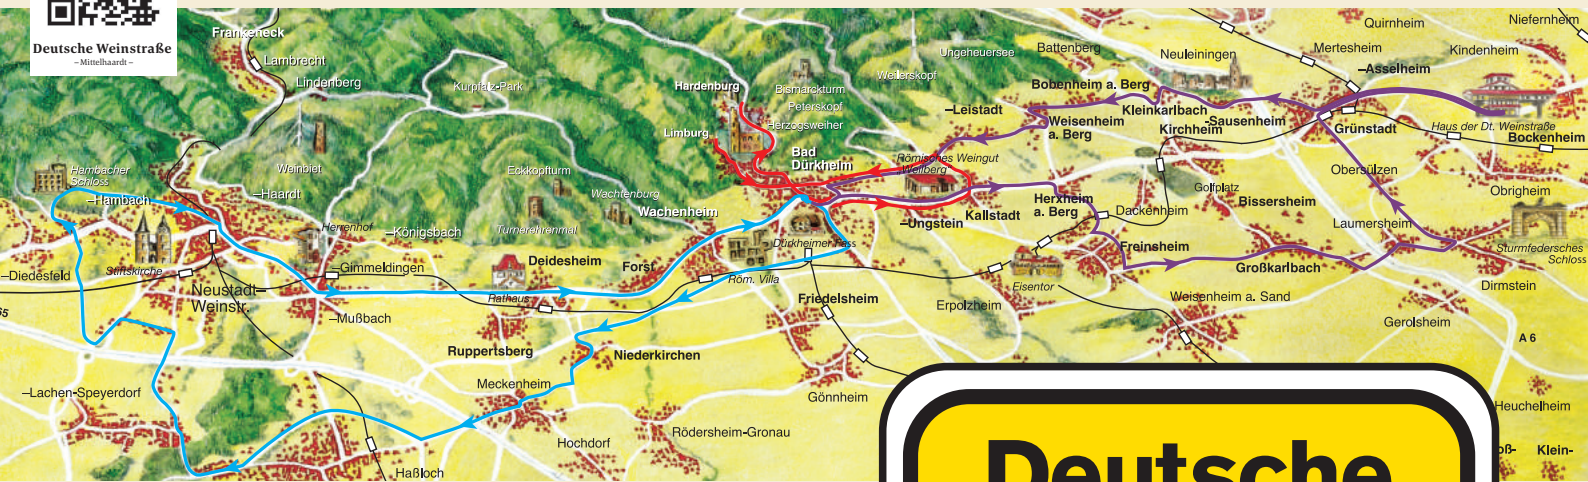 Deutsche Weinstraße
– Mittelhaardt –
Frankeneck
Lambrecht
Lindenberg
Kurpfalz-Park
Hardenburg
Limburg
Bismarckturm
Peterskopf
Herzogsweiher
Weilerskopf
Ungeheuersee
Battenberg
Neuleiningen
Quirnheim
Mertesheim
Niefernheim
Kindenheim
–Asselheim
Bobenheim a. Berg
–Leistadt
Weisenheim
a. Berg
Kleinkarlbach
–Sausenheim
Kirchheim
Grünstadt
Haus der Dt. Weinstraße
Bockenheim
Bad
Dürkheim
Römisches Weingut
Weilberg
Obersülzen
Obrigheim
Golfplatz
Bissersheim
Laumersheim
Hambacher
Schloss
–Hambach
Weinbiet
–Haardt
Eckkopfturm
Wachtenburg
Wachenheim
Turnerehrenmal
Herrenhof
–Königsbach
–Ungstein
Kallstadt
Herxheim
a. Berg
Dackenheim
Freinsheim
Großkarlbach
Sturmfedersches
Schloss
Dirmstein
Dürkheimer Fass
–Diedesfeld
Stiftskirche
–Gimmeldingen
Deidesheim
Forst
Röm. Villa
Neustadt–
Weinstr.
Rathaus
Friedelsheim
Erpolzheim
Eisentor
Weisenheim a. Sand
Gerolsheim
–Mußbach
Ruppertsberg
Niederkirchen
A 6
–Lachen-Speyerdorf
Meckenheim
Gönnheim
Heuchelheim
Hochdorf
Rödersheim-Gronau
Haßloch
Klein-
Deutsche